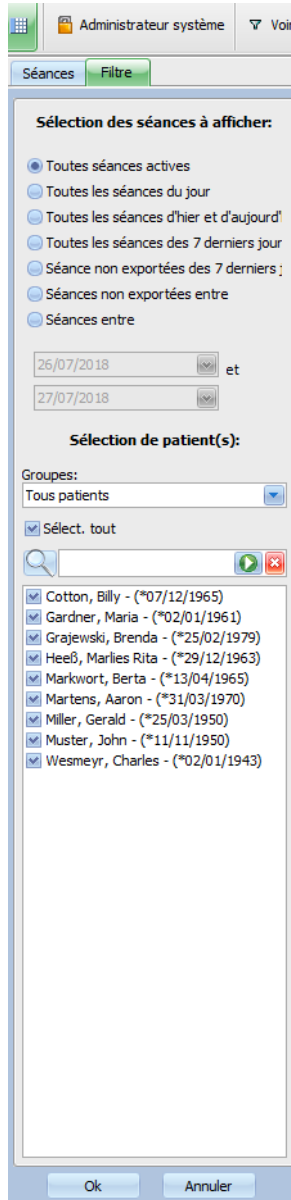 Administrateur système Voir
Séances Filtre
Sélection des séances à afficher:
Toutes séances actives
Toutes les séances du jour
Toutes les séances d'hier et d'aujourd'
Toutes les séances des 7 derniers jour
Séance non exportées des 7 derniers j
Séances non exportées entre
Séances entre
26/07/2018 et
27/07/2018
Sélection de patient(s):
Groupes:
Tous patients
Sélect. tout
Cotton, Billy - (*07/12/1965)
Gardner, Maria - (*02/01/1961)
Grajewski, Brenda - (*25/02/1979)
Heeß, Marlies Rita - (*29/12/1963)
Markwort, Berta - (*13/04/1965)
Martens, Aaron - (*31/03/1970)
Miller, Gerald - (*25/03/1950)
Muster, John - (*11/11/1950)
Wesmeyr, Charles - (*02/01/1943)
Ok Annuler